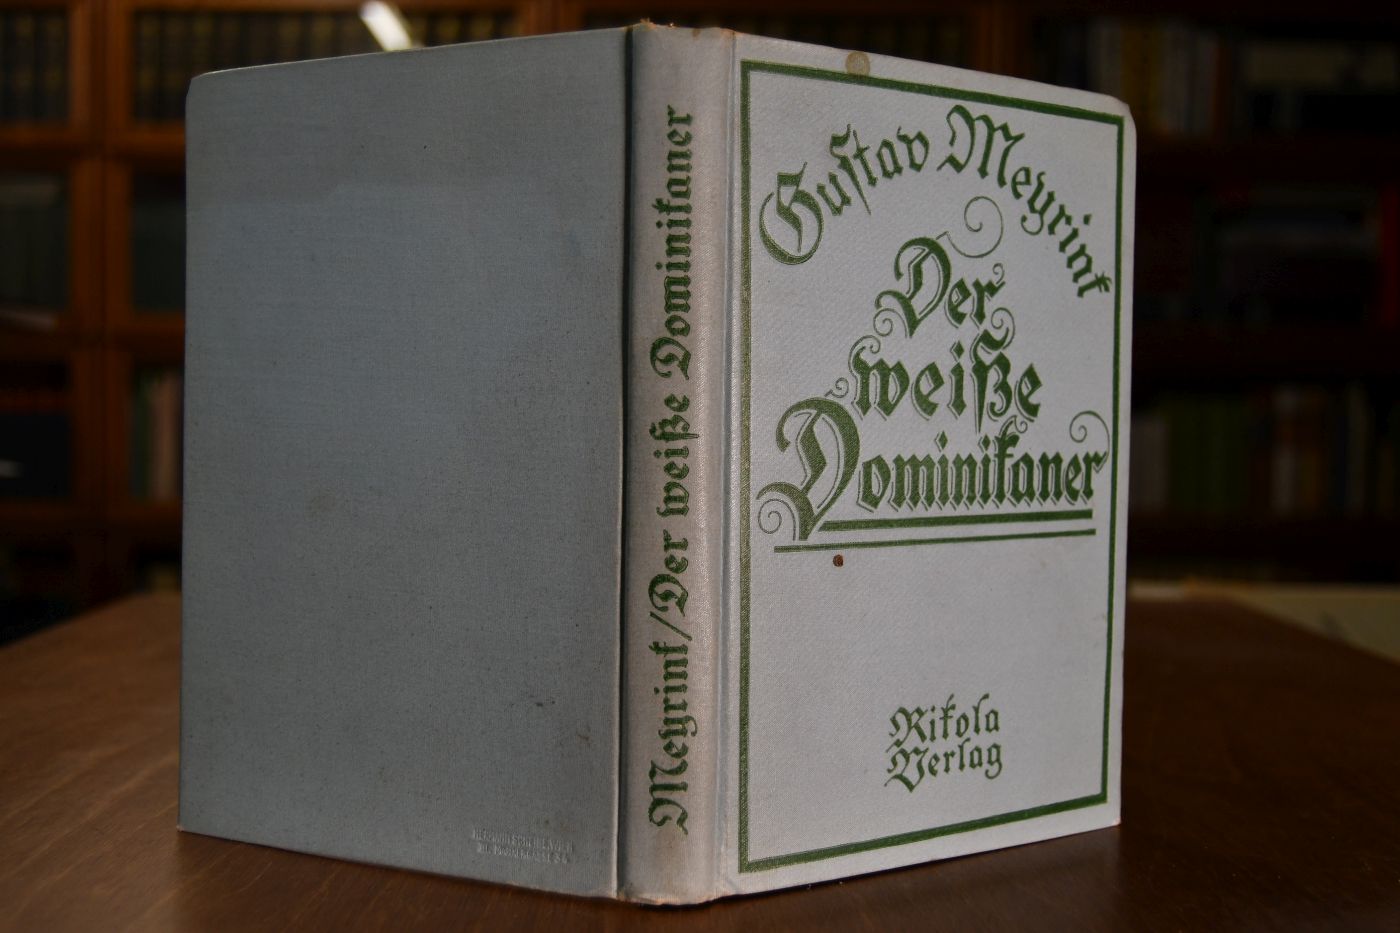 Meyrink/Der weiße Dominikaner
Gustav Meyrink
Der
weiße
Dominikaner
Rikola
Verlag